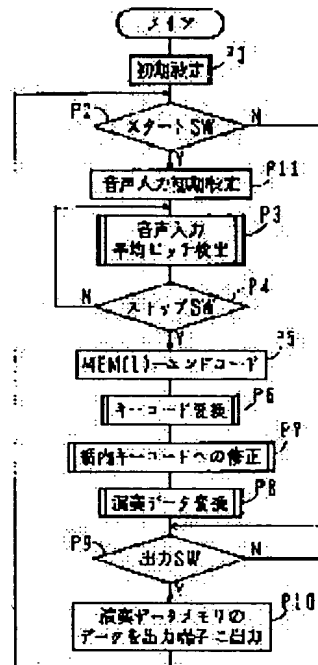 メイン
初期設定
P1
P2
スタートSW
N
Y
P11
音声入力初期設定
P3
音声入力
平均ピッチ検出
P4
N
ストップSW
Y
P5
MEM(l)←エンドコード
P6
キーコード変換
P7
調内キーコードへの修正
P8
演奏データ変換
P9
出力SW
N
Y
P10
演奏データメモリの
データを出力端子に出力